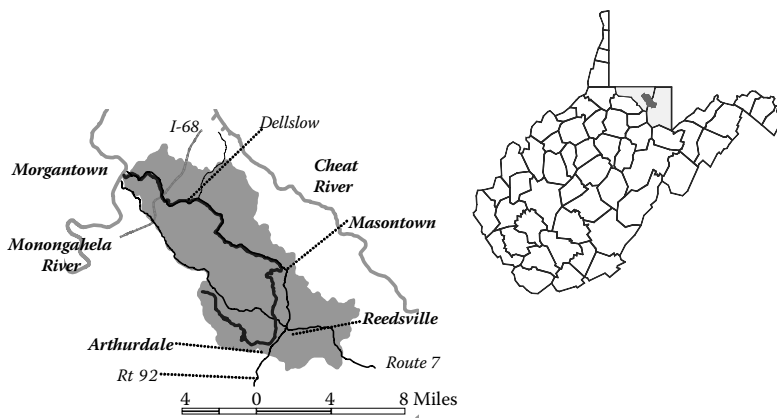 I-68
Dellslow
Morgantown
Cheat
River
Masontown
Monongahela
River
Reedsville
Arthurdale
Route 7
Rt 92
4 0 4 8 Miles